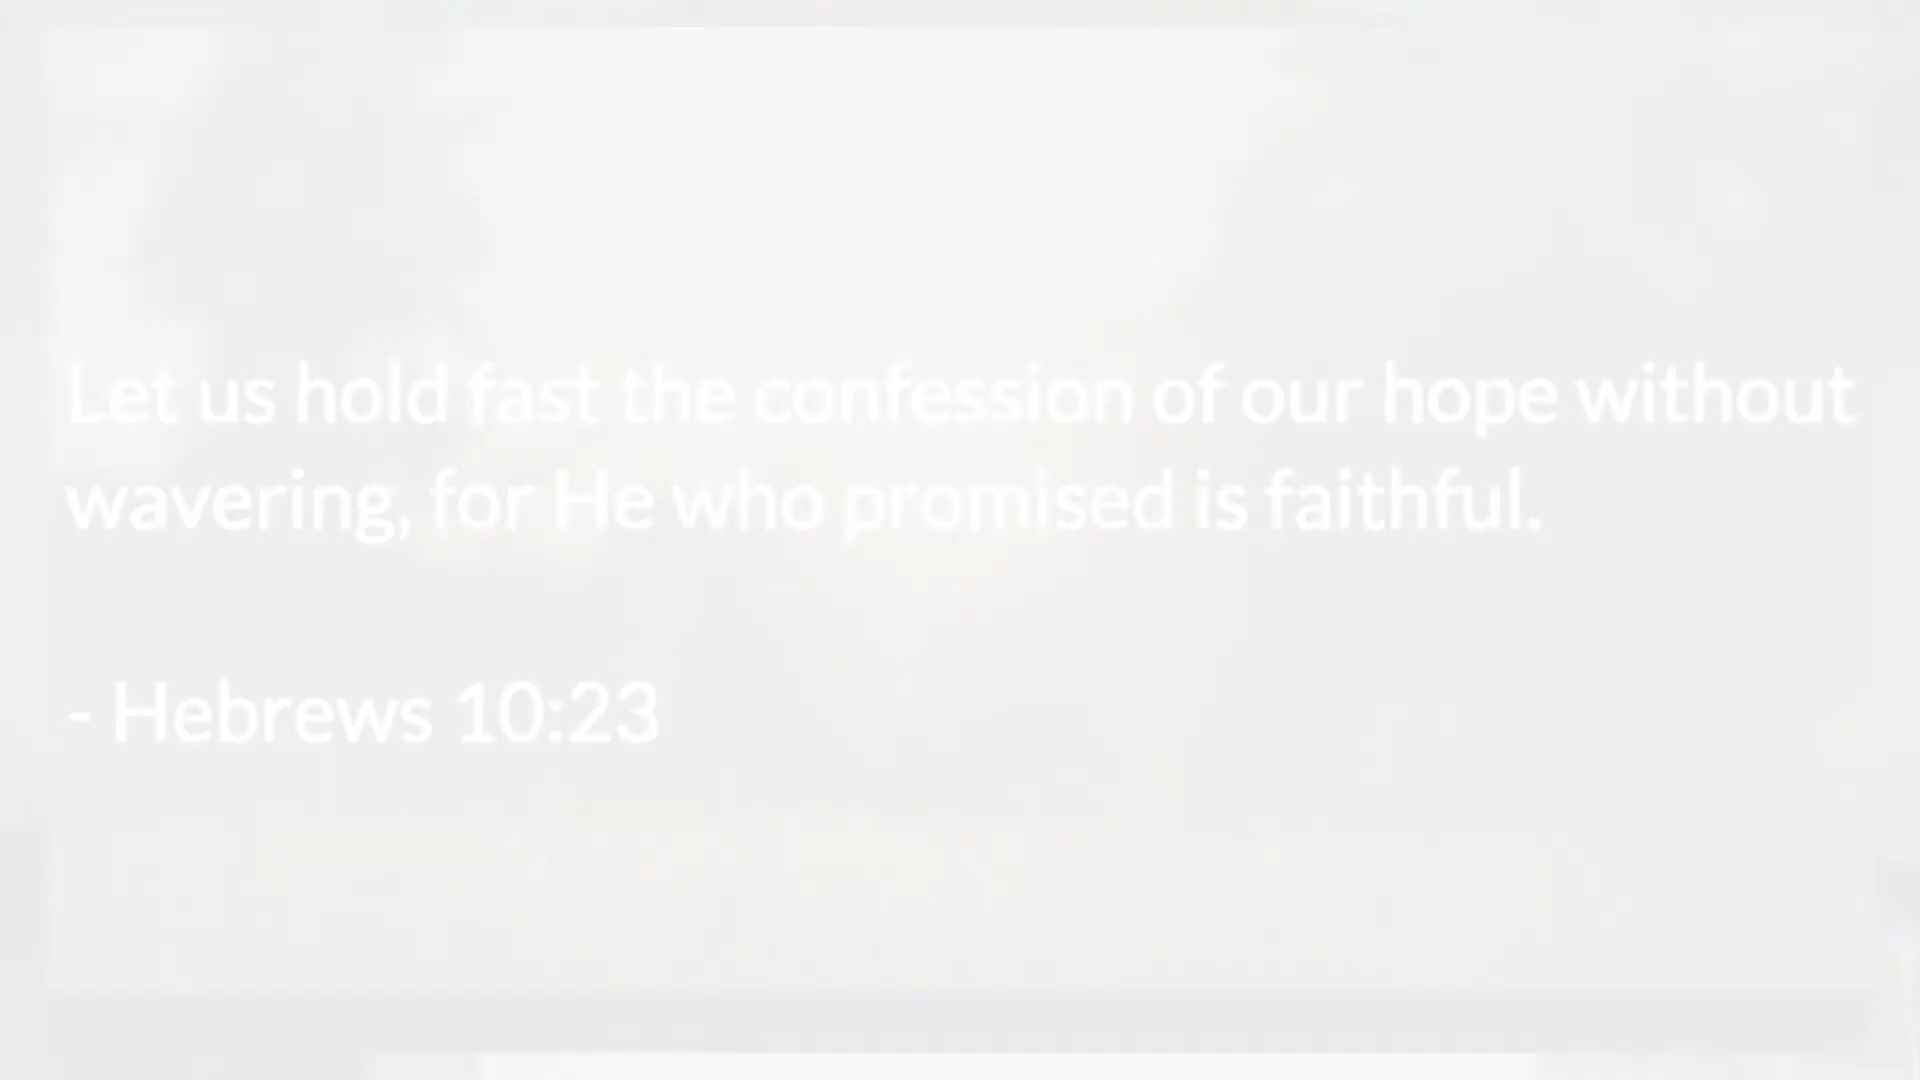 Let us hold fast the confession of our hope without
wavering, for He who promised is faithful.
- Hebrews 10:23